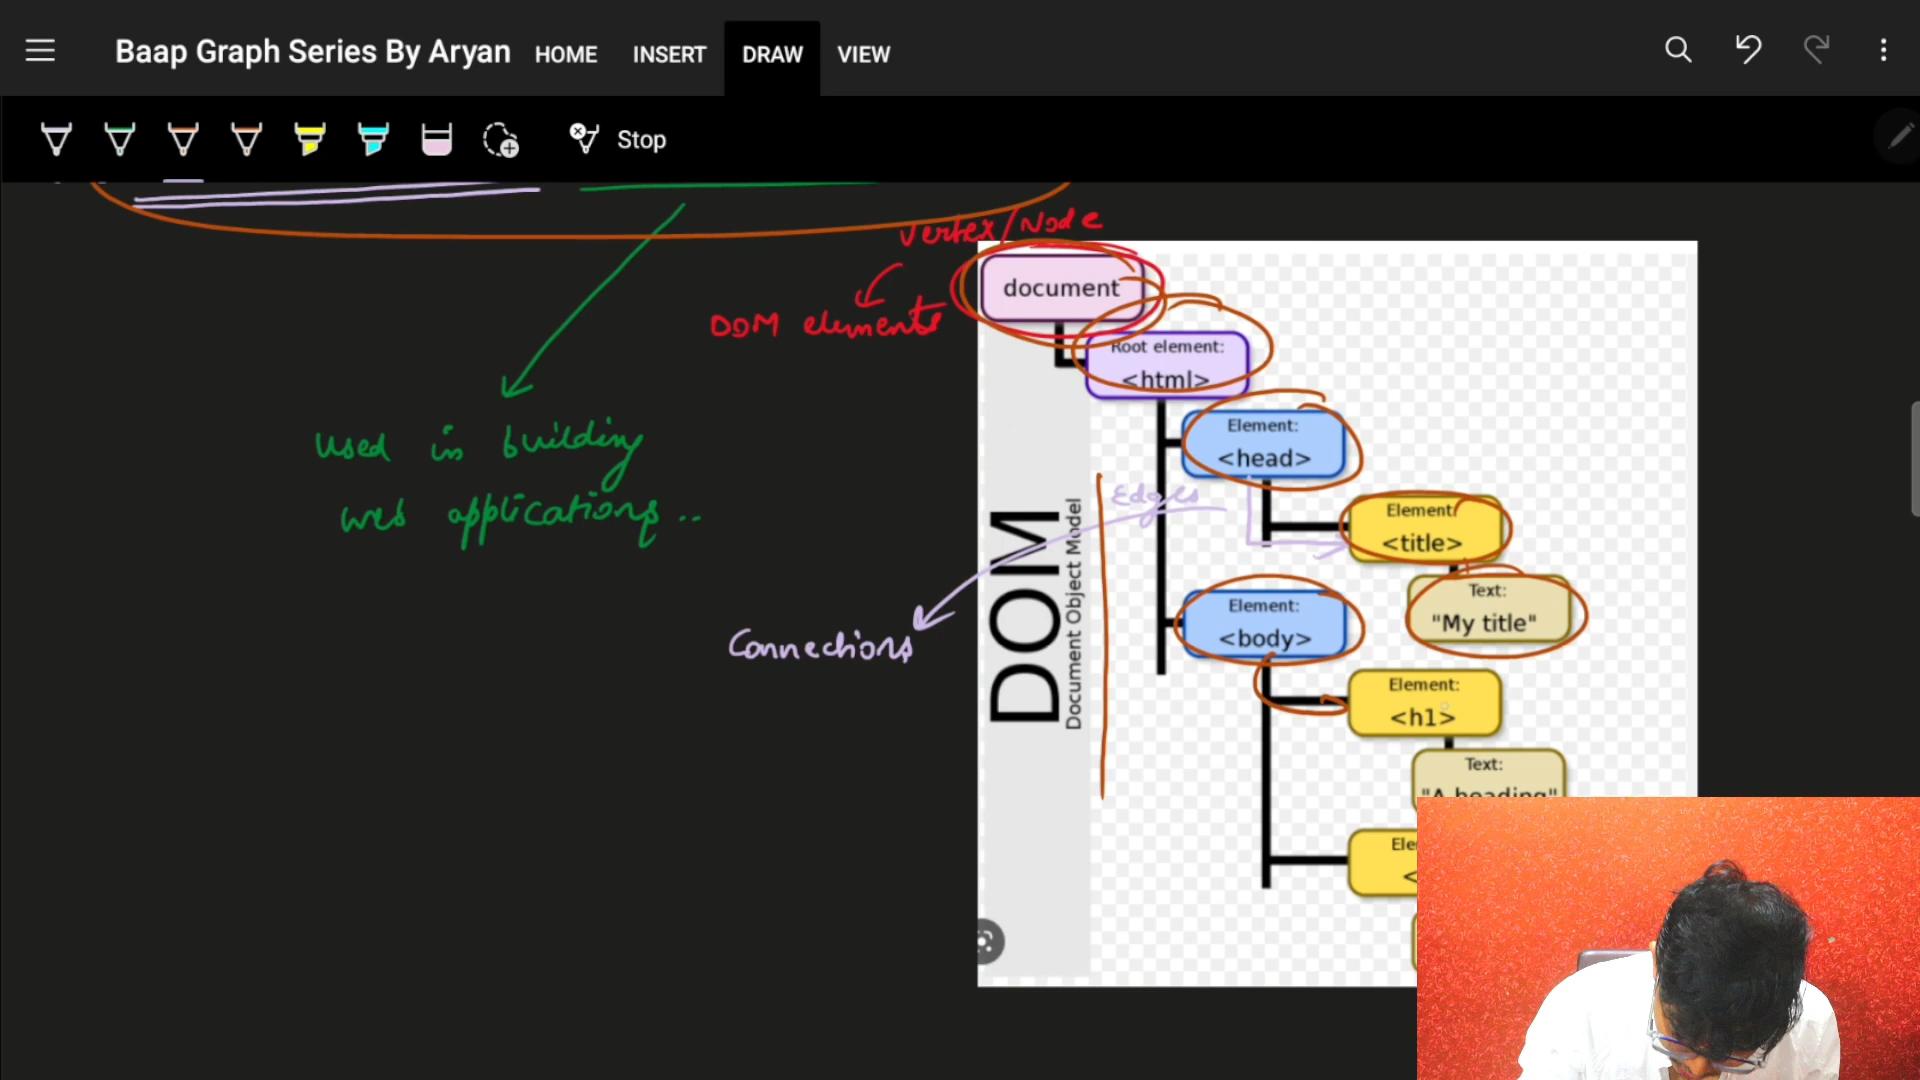 Baap Graph Series By Aryan HOME INSERT DRAW VIEW
Stop
Vertex/Node
DOM elements
document
Root element:
<html>
Element:
<head>
Edges
Element:
<title>
Text:
"My title"
used in building
web applications..
DOM
Document Object Model
Connections
Element:
<body>
Element:
<h1>
Text:
"A heading"
Ele
<